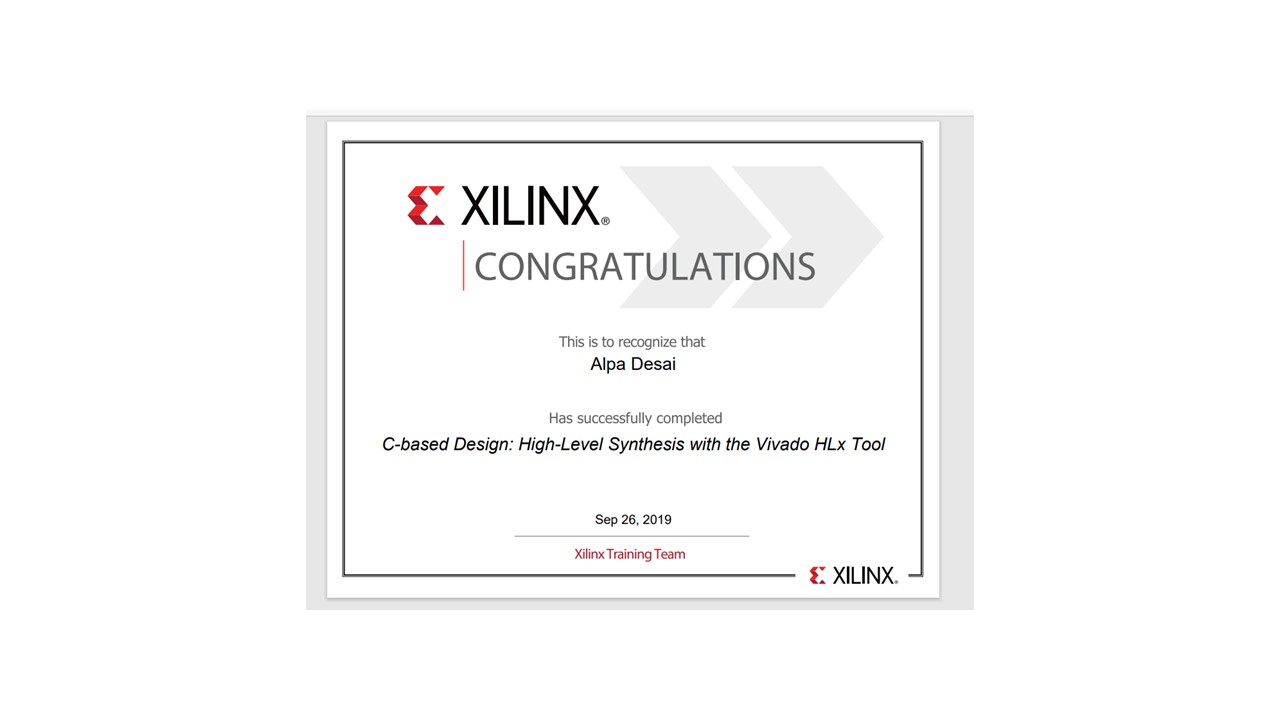 XILINX®
CONGRATULATIONS
This is to recognize that
Alpa Desai
Has successfully completed
C-based Design: High-Level Synthesis with the Vivado HLx Tool
Sep 26, 2019
Xilinx Training Team
XILINX®